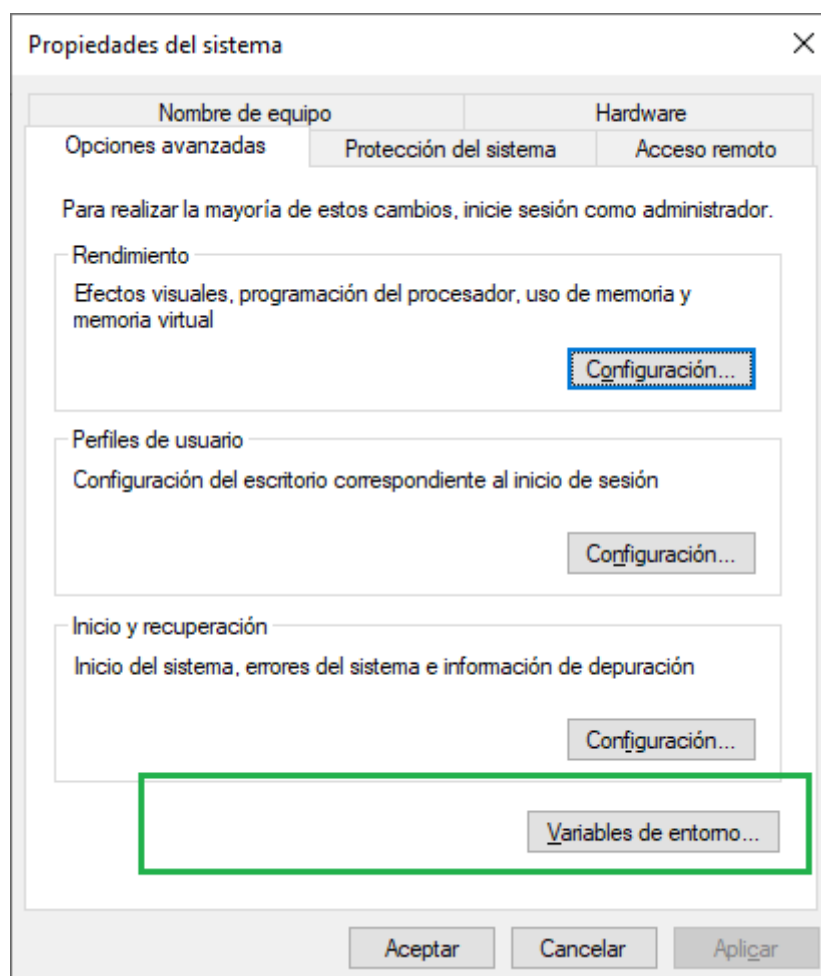 Propiedades del sistema
Nombre de equipo
Hardware
Opciones avanzadas
Protección del sistema
Acceso remoto
Para realizar la mayoría de estos cambios, inicie sesión como administrador.
Rendimiento
Efectos visuales, programación del procesador, uso de memoria y
memoria virtual
Configuración...
Perfiles de usuario
Configuración del escritorio correspondiente al inicio de sesión
Configuración...
Inicio y recuperación
Inicio del sistema, errores del sistema e información de depuración
Configuración...
Variables de entorno...
Aceptar
Cancelar
Aplicar